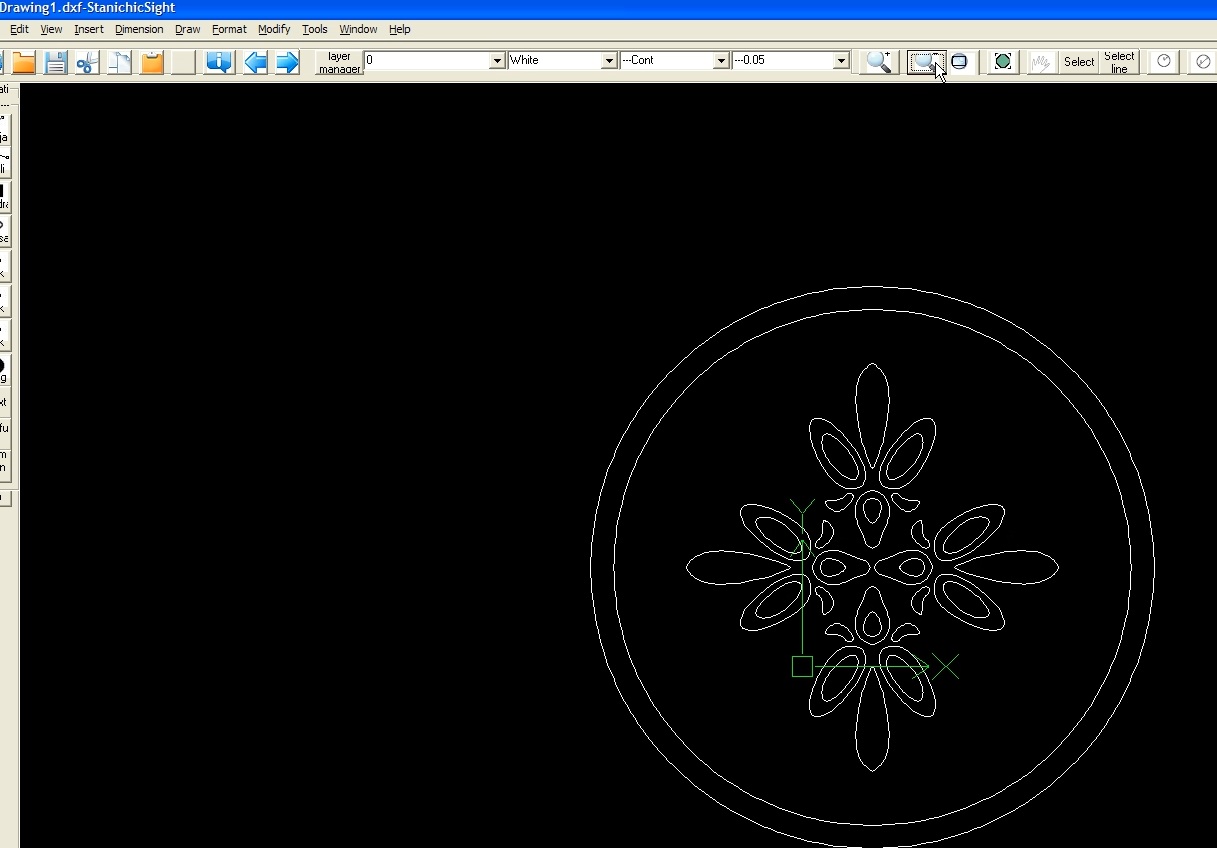 Drawing1.dxf-StanichicSight
Edit View Insert Dimension Draw Format Modify Tools Window Help
layer manager 0 White ---Cont ---0.05 Select Select line
Y
X